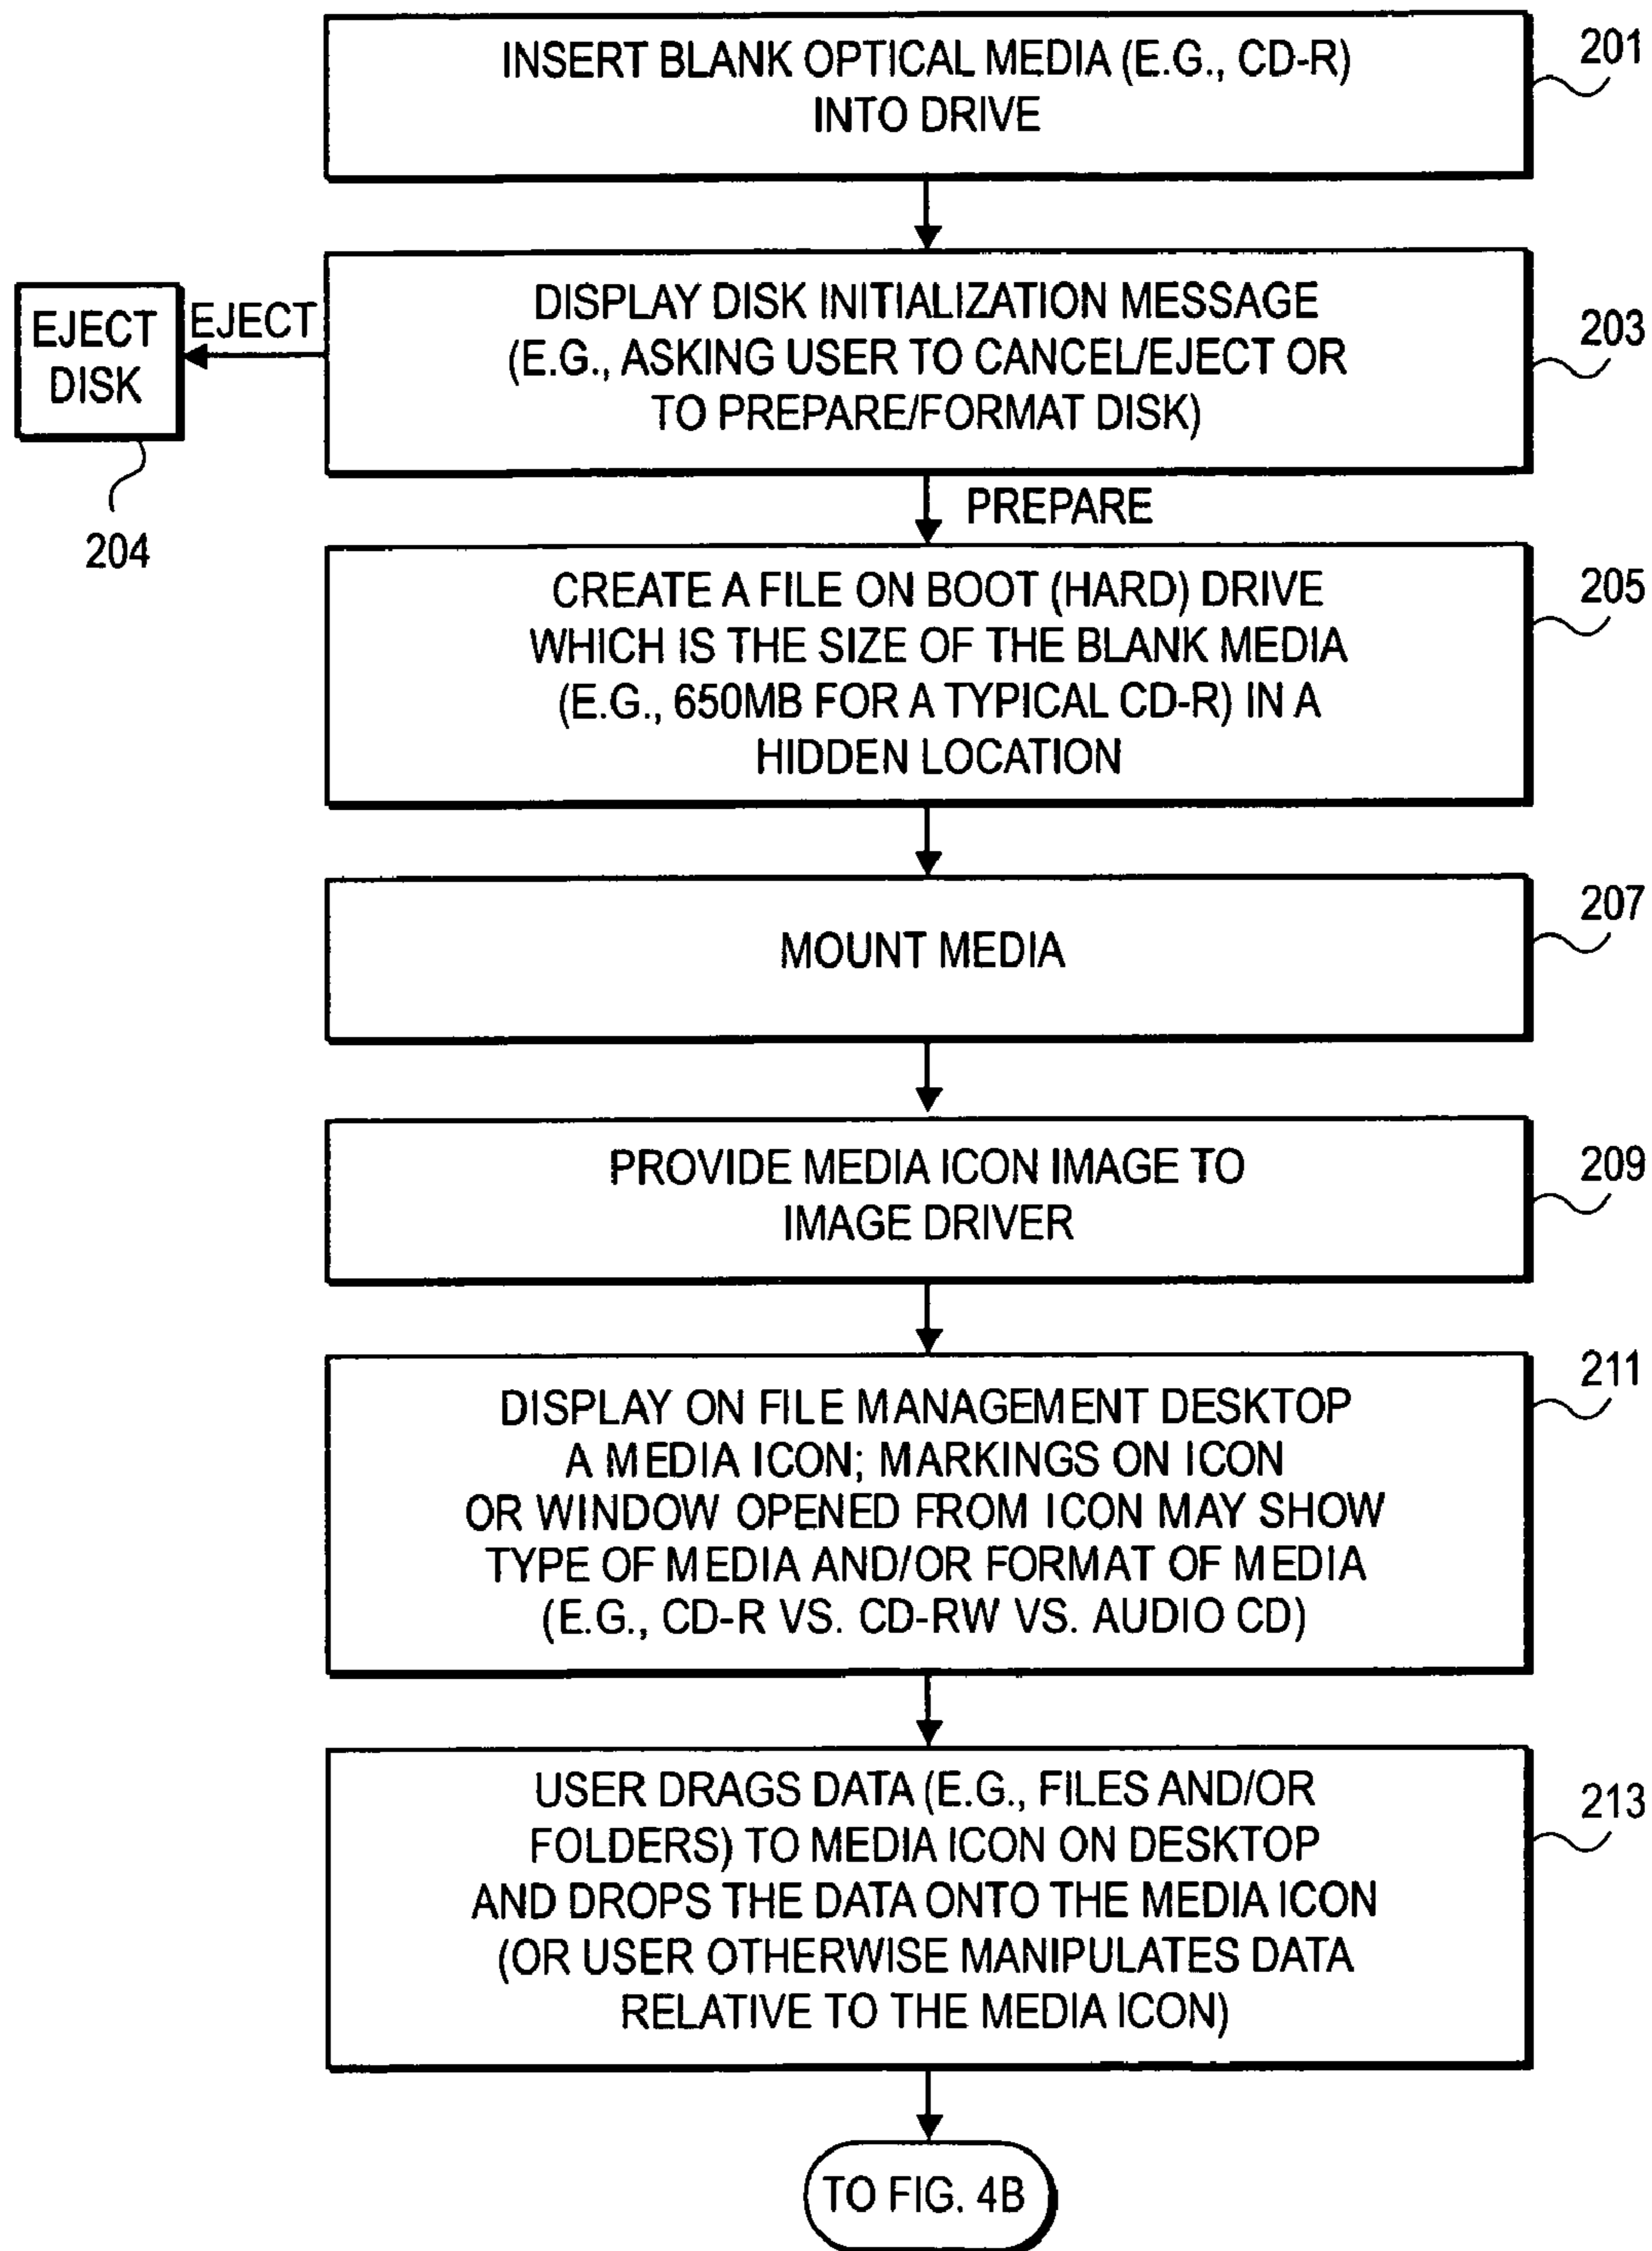 INSERT BLANK OPTICAL MEDIA (E.G., CD-R)
INTO DRIVE
201
DISPLAY DISK INITIALIZATION MESSAGE
(E.G., ASKING USER TO CANCEL/EJECT OR
TO PREPARE/FORMAT DISK)
203
EJECT
EJECT
DISK
204
PREPARE
CREATE A FILE ON BOOT (HARD) DRIVE
WHICH IS THE SIZE OF THE BLANK MEDIA
(E.G., 650MB FOR A TYPICAL CD-R) IN A
HIDDEN LOCATION
205
MOUNT MEDIA
207
PROVIDE MEDIA ICON IMAGE TO
IMAGE DRIVER
209
DISPLAY ON FILE MANAGEMENT DESKTOP
A MEDIA ICON; MARKINGS ON ICON
OR WINDOW OPENED FROM ICON MAY SHOW
TYPE OF MEDIA AND/OR FORMAT OF MEDIA
(E.G., CD-R VS. CD-RW VS. AUDIO CD)
211
USER DRAGS DATA (E.G., FILES AND/OR
FOLDERS) TO MEDIA ICON ON DESKTOP
AND DROPS THE DATA ONTO THE MEDIA ICON
(OR USER OTHERWISE MANIPULATES DATA
RELATIVE TO THE MEDIA ICON)
213
TO FIG. 4B